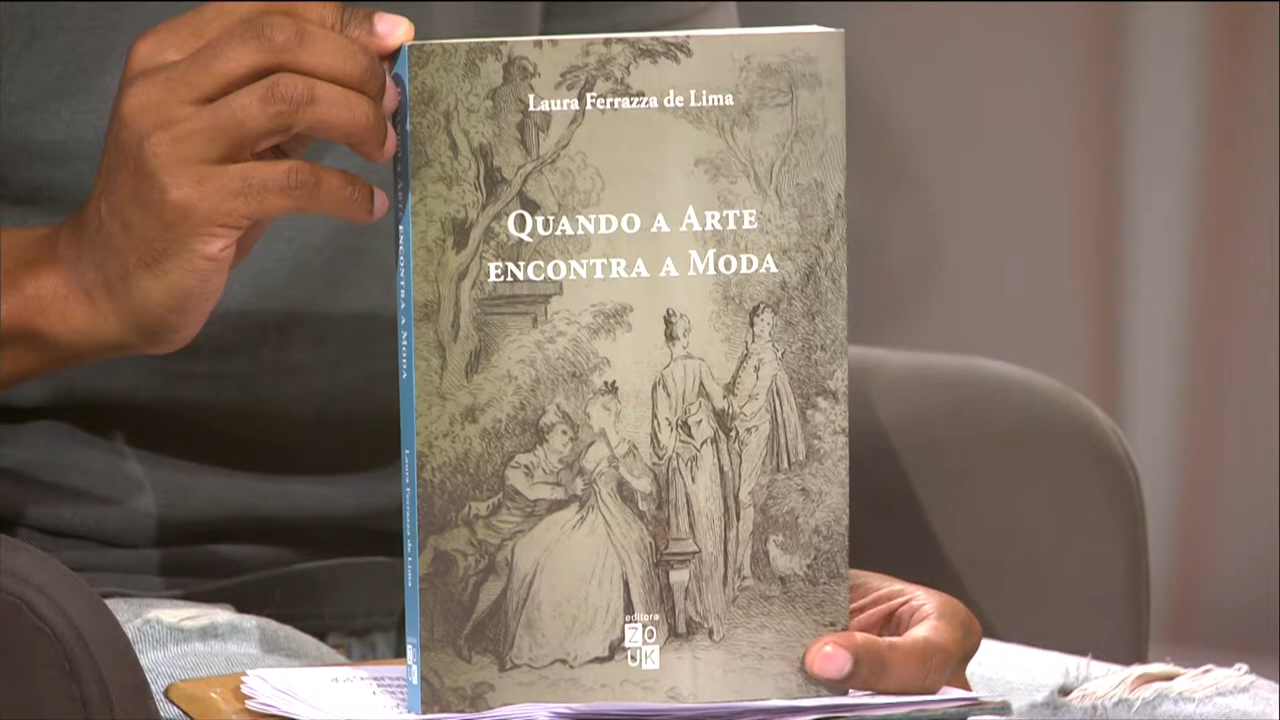 Laura Ferrazza de Lima
Quando a Arte
encontra a Moda
editora
ZO
UK
Quando a Arte encontra a Moda
Laura Ferrazza de Lima